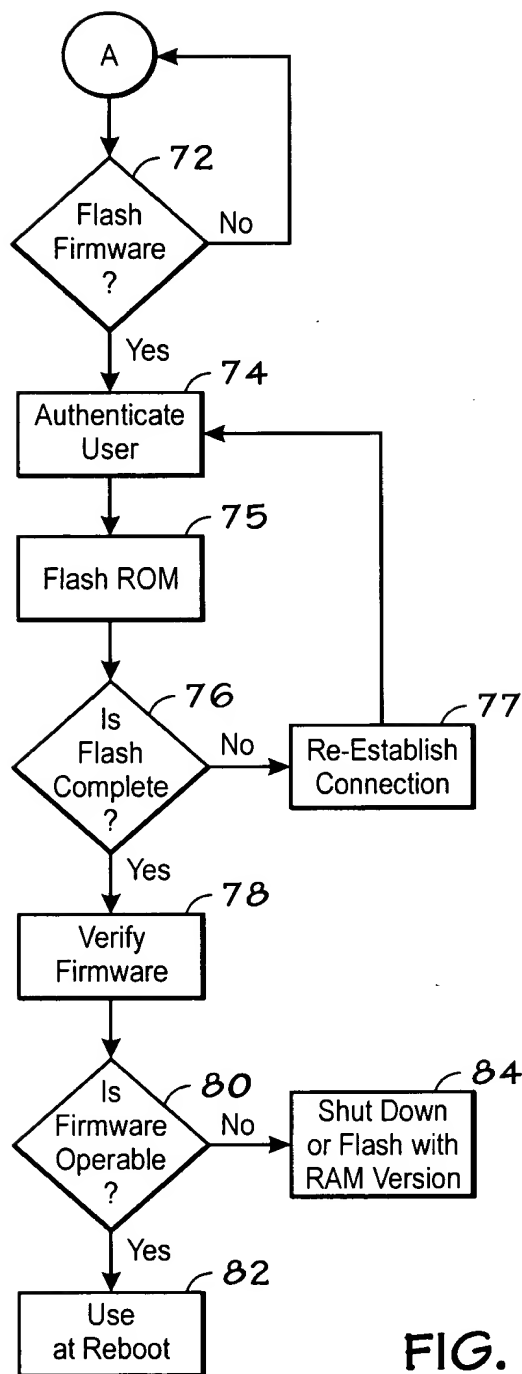 A
72
Flash
Firmware
?
No
Yes
74
Authenticate
User
75
Flash ROM
76
Is
Flash
Complete
?
No
77
Re-Establish
Connection
Yes
78
Verify
Firmware
80
Is
Firmware
Operable
?
No
84
Shut Down
or Flash with
RAM Version
Yes
82
Use
at Reboot
FIG.